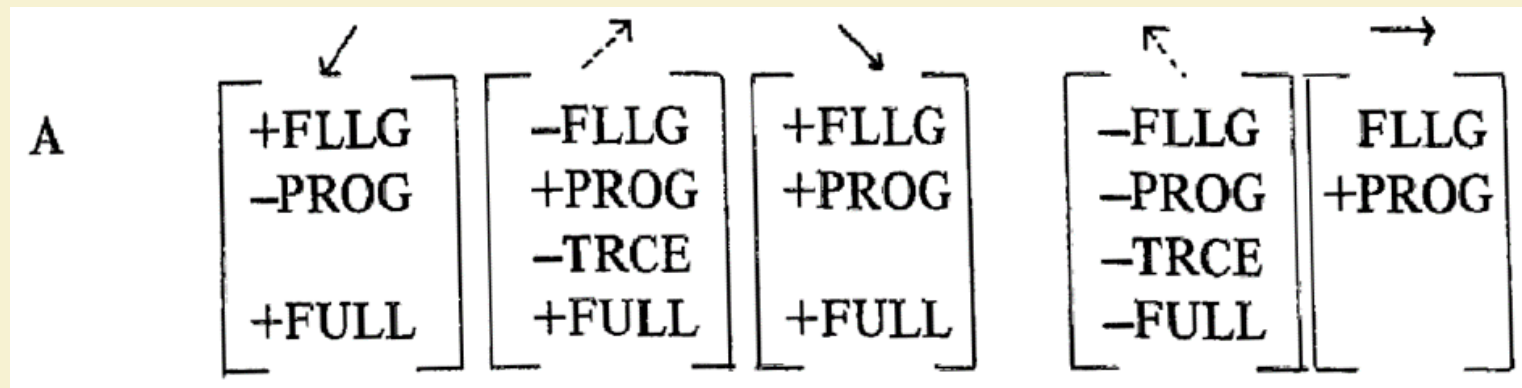 A +FLLG −FLLG +FLLG −FLLG FLLG
−PROG +PROG +PROG −PROG +PROG
−TRCE −TRCE
+FULL +FULL +FULL −FULL